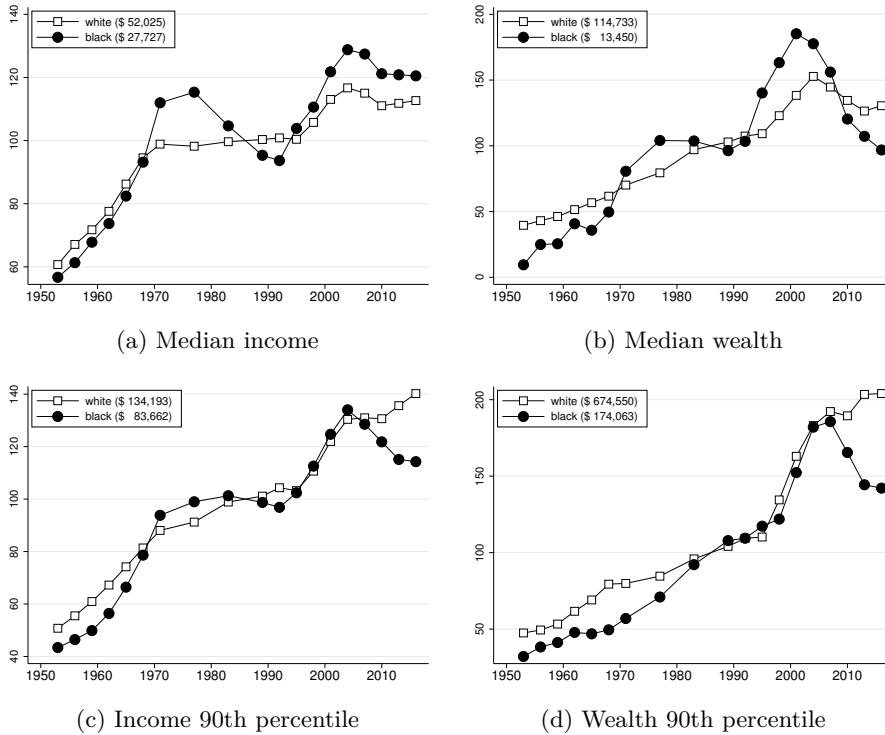 white ($ 52,025)
black ($ 27,727)
140
120
100
80
60
1950 1960 1970 1980 1990 2000 2010
(a) Median income
white ($ 114,733)
black ($ 13,450)
200
150
100
50
0
1950 1960 1970 1980 1990 2000 2010
(b) Median wealth
white ($ 134,193)
black ($ 83,662)
140
120
100
80
60
40
1950 1960 1970 1980 1990 2000 2010
(c) Income 90th percentile
white ($ 674,550)
black ($ 174,063)
200
150
100
50
1950 1960 1970 1980 1990 2000 2010
(d) Wealth 90th percentile